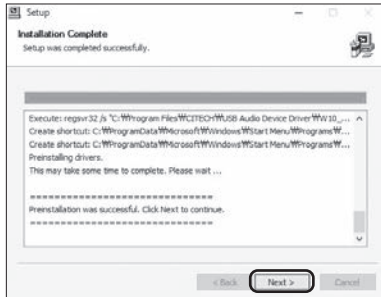 Setup
Installation Complete
Setup was completed successfully.
Execute: regsvr32 /s "C:₩Program Files₩CITECH₩USB Audio Device Driver₩W10_...
Create shortcut: C:₩ProgramData₩Microsoft₩Windows₩Start Menu₩Programs₩...
Create shortcut: C:₩ProgramData₩Microsoft₩Windows₩Start Menu₩Programs₩...
Preinstalling drivers.
This may take some time to complete. Please wait ...
==============================
Preinstallation was successful. Click Next to continue.
==============================
< Back Next > Cancel